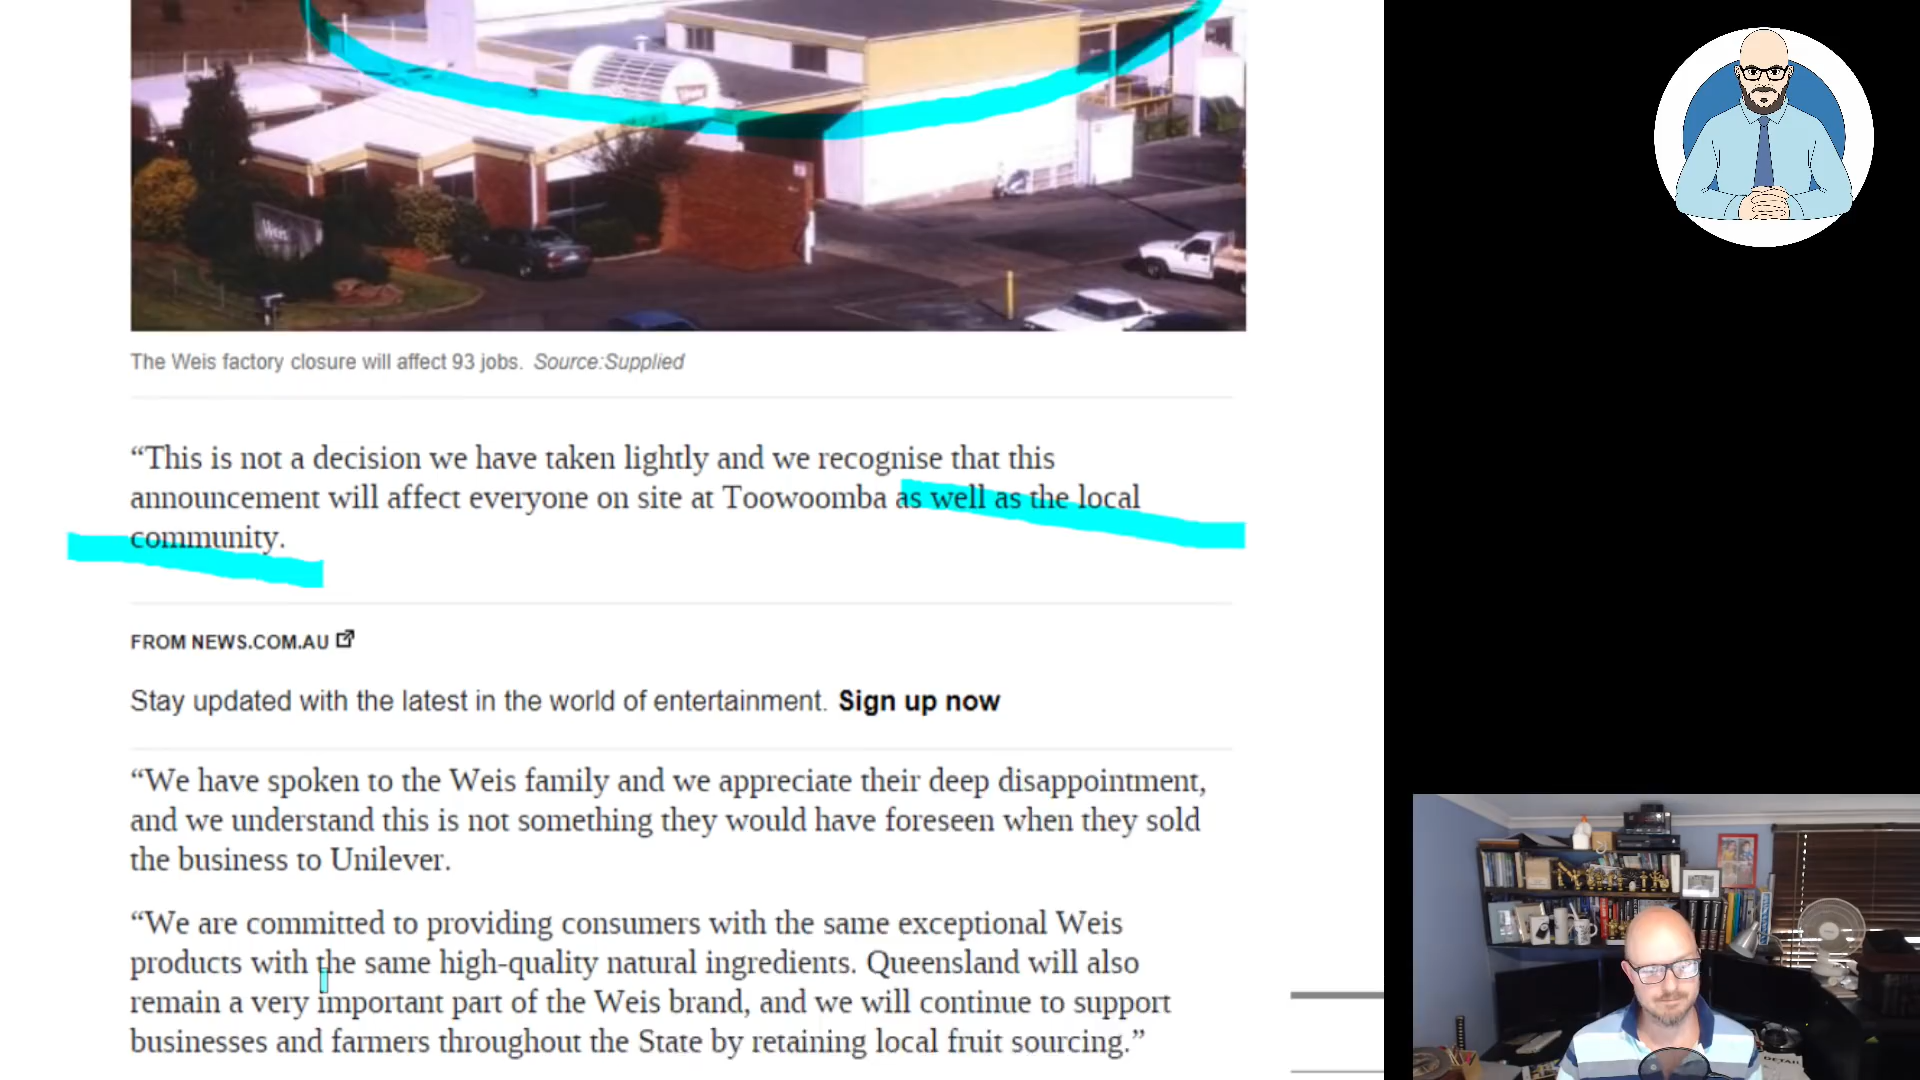 Weis
The Weis factory closure will affect 93 jobs. Source:Supplied
“This is not a decision we have taken lightly and we recognise that this
announcement will affect everyone on site at Toowoomba as well as the local
community.
FROM NEWS.COM.AU
Stay updated with the latest in the world of entertainment. Sign up now
“We have spoken to the Weis family and we appreciate their deep disappointment,
and we understand this is not something they would have foreseen when they sold
the business to Unilever.
“We are committed to providing consumers with the same exceptional Weis
products with the same high-quality natural ingredients. Queensland will also
remain a very important part of the Weis brand, and we will continue to support
businesses and farmers throughout the State by retaining local fruit sourcing.”